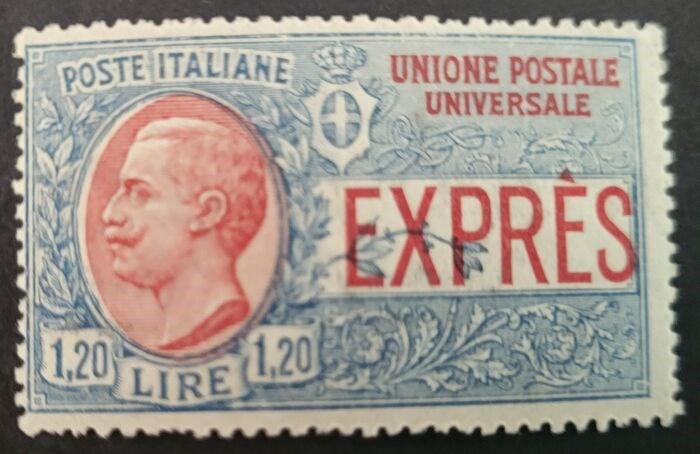 POSTE ITALIANE
UNIONE POSTALE
UNIVERSALE
EXPRÈS
1,20 LIRE 1,20